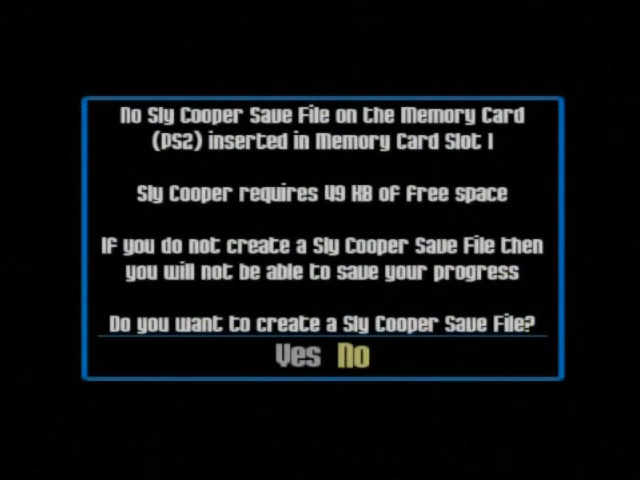 No Sly Cooper Save File on the Memory Card
(PS2) inserted in Memory Card Slot 1
Sly Cooper requires 49 KB of free space
If you do not create a Sly Cooper Save File then
you will not be able to save your progress
Do you want to create a Sly Cooper Save File?
Yes No